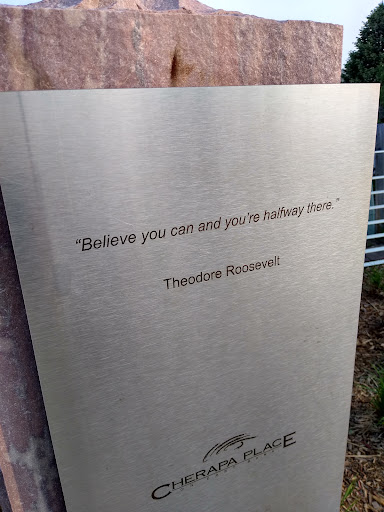 “Believe you can and you’re halfway there.”
Theodore Roosevelt
CHERAPA PLACE